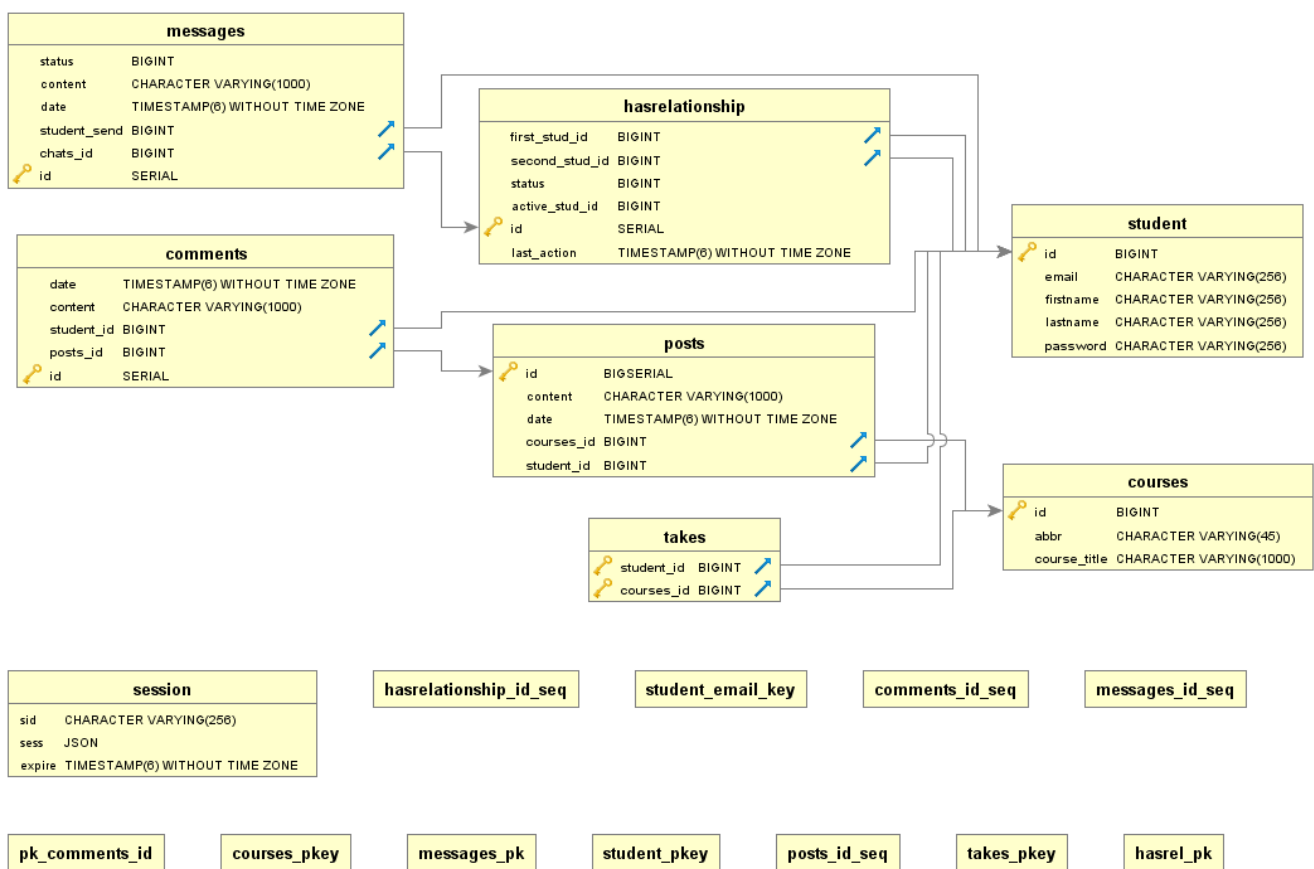 messages
status BIGINT
content CHARACTER VARYING(1000)
date TIMESTAMP(6) WITHOUT TIME ZONE
student_send BIGINT
chats_id BIGINT
id SERIAL
hasrelationship
first_stud_id BIGINT
second_stud_id BIGINT
status BIGINT
active_stud_id BIGINT
id SERIAL
last_action TIMESTAMP(6) WITHOUT TIME ZONE
student
id BIGINT
email CHARACTER VARYING(256)
firstname CHARACTER VARYING(256)
lastname CHARACTER VARYING(256)
password CHARACTER VARYING(256)
comments
date TIMESTAMP(6) WITHOUT TIME ZONE
content CHARACTER VARYING(1000)
student_id BIGINT
posts_id BIGINT
id SERIAL
posts
id BIGSERIAL
content CHARACTER VARYING(1000)
date TIMESTAMP(6) WITHOUT TIME ZONE
courses_id BIGINT
student_id BIGINT
courses
id BIGINT
abbr CHARACTER VARYING(45)
course_title CHARACTER VARYING(1000)
takes
student_id BIGINT
courses_id BIGINT
session
sid CHARACTER VARYING(256)
sess JSON
expire TIMESTAMP(6) WITHOUT TIME ZONE
hasrelationship_id_seq
student_email_key
comments_id_seq
messages_id_seq
pk_comments_id
courses_pkey
messages_pk
student_pkey
posts_id_seq
takes_pkey
hasrel_pk